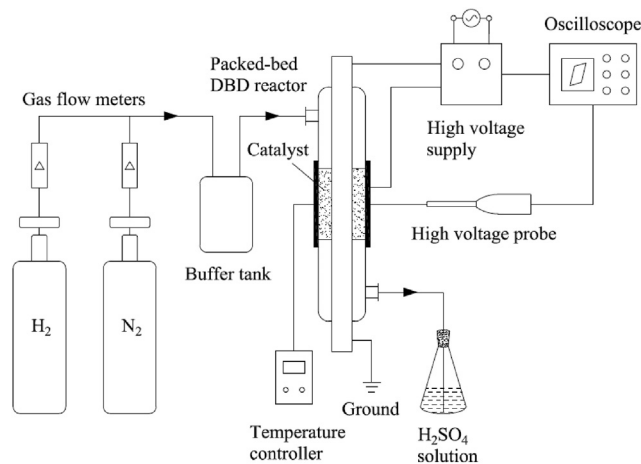 Oscilloscope
Packed-bed
DBD reactor
Gas flow meters
High voltage
supply
Catalyst
High voltage probe
Buffer tank
H₂
N₂
Ground
Temperature
controller
H₂SO₄
solution